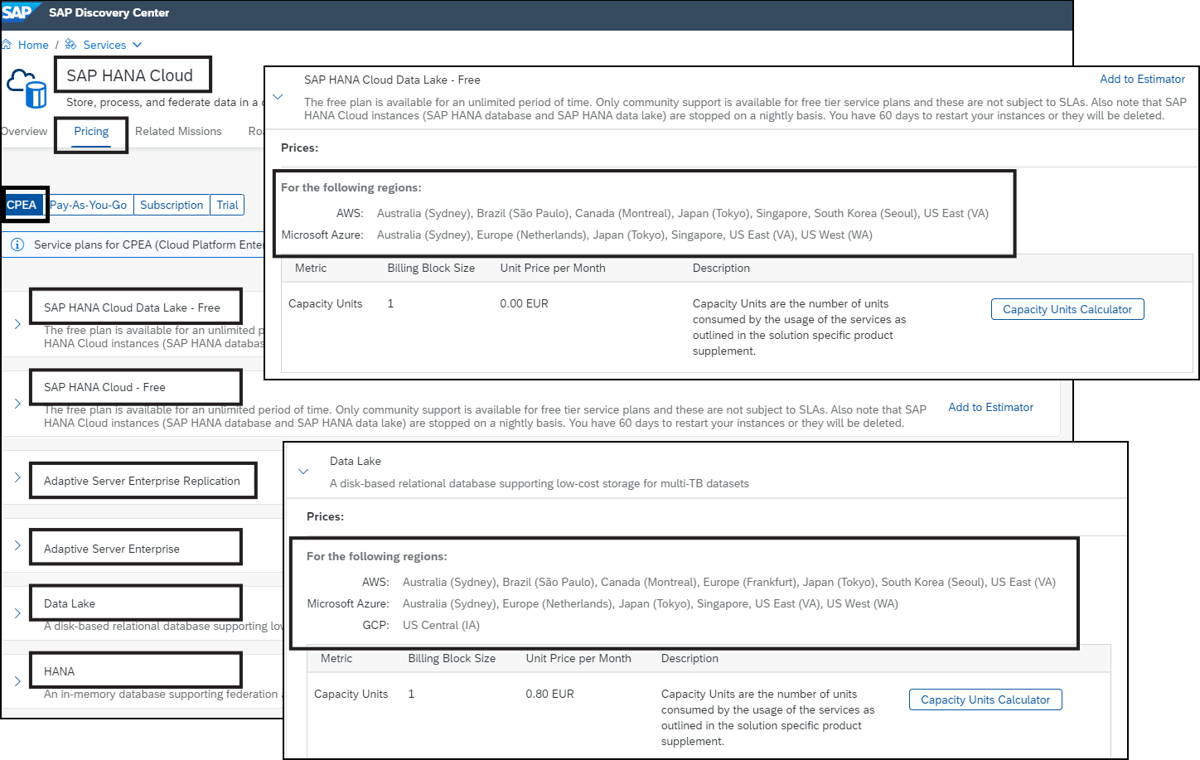 SAP SAP Discovery Center
Home / Services
SAP HANA Cloud
Store, process, and federate data in a
Overview Pricing Related Missions
CPEA Pay-As-You-Go Subscription Trial
Service plans for CPEA (Cloud Platform
SAP HANA Cloud Data Lake - Free
The free plan is available for an unlimited
HANA Cloud instances (SAP HANA
SAP HANA Cloud - Free
The free plan is available for an unlimited period of time. Only community support is available for free tier service plans and these are not subject to SLAs. Also note that SAP
HANA Cloud instances (SAP HANA database and SAP HANA data lake) are stopped on a nightly basis. You have 60 days to restart your instances or they will be deleted.
Add to Estimator
Adaptive Server Enterprise Replication
Adaptive Server Enterprise
Data Lake
A disk-based relational database supporting
HANA
An in-memory database supporting federation
SAP HANA Cloud Data Lake - Free
Add to Estimator
The free plan is available for an unlimited period of time. Only community support is available for free tier service plans and these are not subject to SLAs. Also note that SAP
HANA Cloud instances (SAP HANA database and SAP HANA data lake) are stopped on a nightly basis. You have 60 days to restart your instances or they will be deleted.
Prices:
For the following regions:
AWS: Australia (Sydney), Brazil (São Paulo), Canada (Montreal), Japan (Tokyo), Singapore, South Korea (Seoul), US East (VA)
Microsoft Azure: Australia (Sydney), Europe (Netherlands), Japan (Tokyo), Singapore, US East (VA), US West (WA)
Metric Billing Block Size Unit Price per Month Description
Capacity Units 1 0.00 EUR Capacity Units are the number of units
consumed by the usage of the services as
outlined in the solution specific product
supplement.
Capacity Units Calculator
Data Lake
A disk-based relational database supporting low-cost storage for multi-TB datasets
Prices:
For the following regions:
AWS: Australia (Sydney), Brazil (São Paulo), Canada (Montreal), Europe (Frankfurt), Japan (Tokyo), South Korea (Seoul), US East (VA)
Microsoft Azure: Australia (Sydney), Europe (Netherlands), Japan (Tokyo), Singapore, US East (VA), US West (WA)
GCP: US Central (IA)
Metric Billing Block Size Unit Price per Month Description
Capacity Units 1 0.80 EUR Capacity Units are the number of units
consumed by the usage of the services as
outlined in the solution specific product
supplement.
Capacity Units Calculator